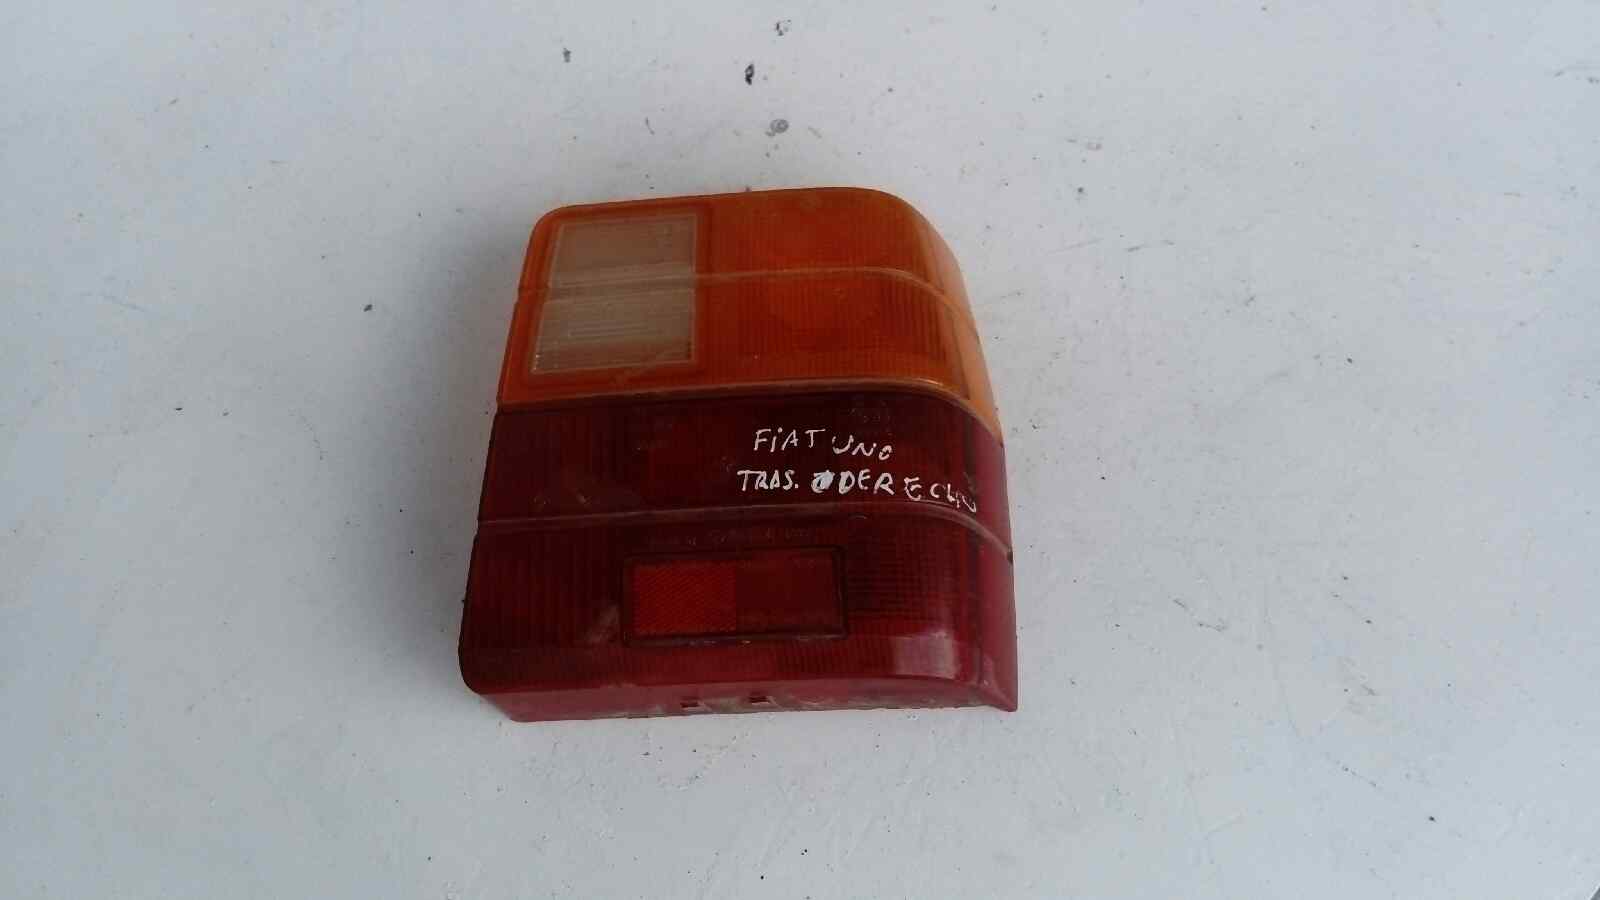 FiAT UNO
TRAS. DERECHO